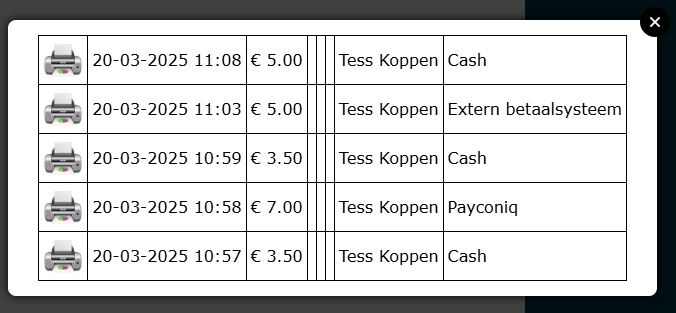 20-03-2025 11:08 € 5.00 Tess Koppen Cash
20-03-2025 11:03 € 5.00 Tess Koppen Extern betaalsysteem
20-03-2025 10:59 € 3.50 Tess Koppen Cash
20-03-2025 10:58 € 7.00 Tess Koppen Payconiq
20-03-2025 10:57 € 3.50 Tess Koppen Cash